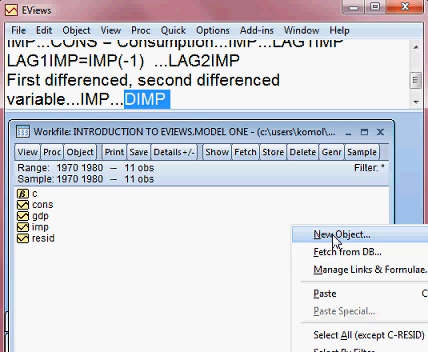 EViews
File Edit Object View Proc Quick Options Add-ins Window Help
IMP...CONS = Consumption...IMP...LAG1IMP
LAG1IMP=IMP(-1) ...LAG2IMP
First differenced, second differenced
variable...IMP...DIMP
Workfile: INTRODUCTION TO EVIEWS.MODEL ONE - (c:\users\komol...
View Proc Object Print Save Details+/- Show Fetch Store Delete Genr Sample
Range: 1970 1980 -- 11 obs Filter: *
Sample: 1970 1980 -- 11 obs
c
cons
gdp
imp
resid
New Object...
Fetch from DB...
Manage Links & Formulae...
Paste C
Paste Special...
Select All (except C-RESID)
Select By Filter